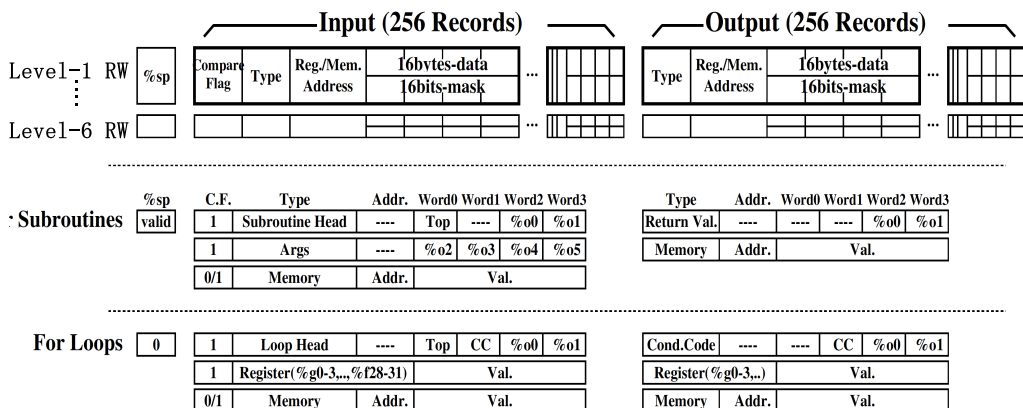 Input (256 Records) Output (256 Records)
Level-1 RW %sp Compare Flag Type Reg./Mem. Address 16bytes-data 16bits-mask ... Type Reg./Mem. Address 16bytes-data 16bits-mask ...
Level-6 RW ... ...
%sp C.F. Type Addr. Word0 Word1 Word2 Word3 Type Addr. Word0 Word1 Word2 Word3
Subroutines valid 1 Subroutine Head ---- Top ---- %o0 %o1 Return Val. ---- ---- ---- %o0 %o1
1 Args ---- %o2 %o3 %o4 %o5 Memory Addr. Val.
0/1 Memory Addr. Val.
For Loops 0 1 Loop Head ---- Top CC %o0 %o1 Cond.Code ---- ---- CC %o0 %o1
1 Register(%g0-3,..,%f28-31) Val. Register(%g0-3,..) Val.
0/1 Memory Addr. Val. Memory Addr. Val.